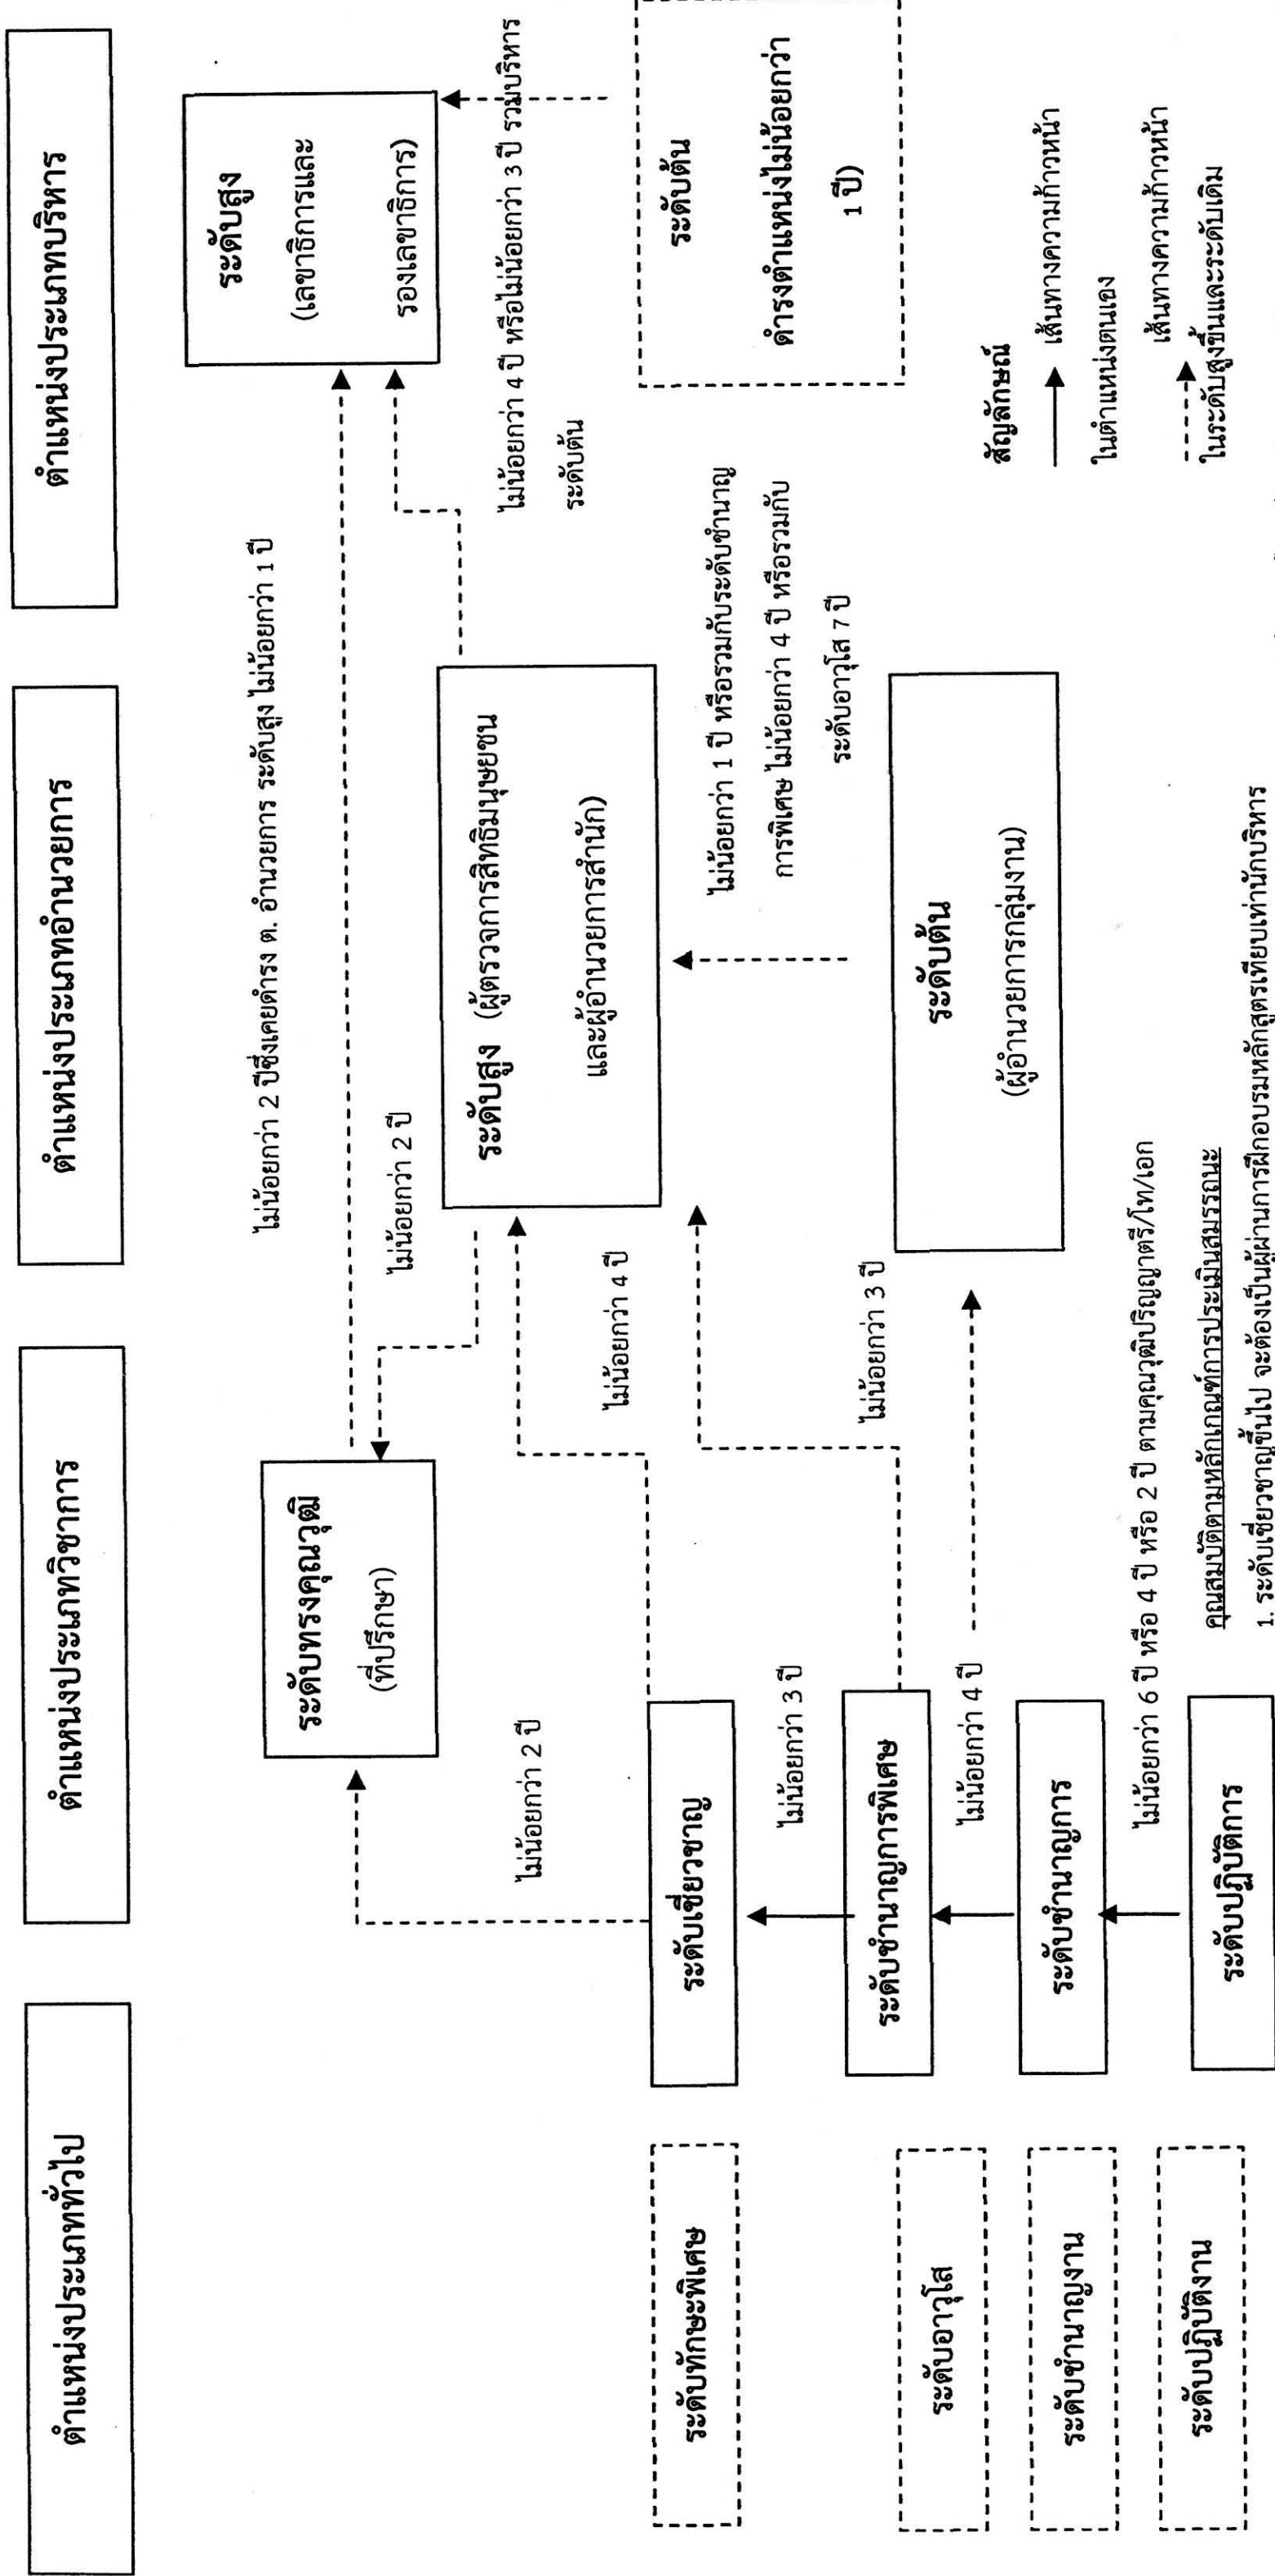 ตำแหน่งประเภททั่วไป
ตำแหน่งประเภทวิชาการ
ตำแหน่งประเภทอำนวยการ
ตำแหน่งประเภทบริหาร
ระดับทรงคุณวุฒิ
(ที่ปรึกษา)
ไม่น้อยกว่า 2 ปีซึ่งเคยดำรง ต. อำนวยการ ระดับสูง ไม่น้อยกว่า 1 ปี
ระดับสูง
(เลขาธิการและ
รองเลขาธิการ)
ไม่น้อยกว่า 2 ปี
ไม่น้อยกว่า 2 ปี
ระดับสูง (ผู้ตรวจการสิทธิมนุษยชน
และผู้อำนวยการสำนัก)
ไม่น้อยกว่า 4 ปี หรือไม่น้อยกว่า 3 ปี รวมบริหาร
ระดับต้น
ไม่น้อยกว่า 4 ปี
ระดับทักษะพิเศษ
ระดับเชี่ยวชาญ
ไม่น้อยกว่า 3 ปี
ไม่น้อยกว่า 1 ปี หรือรวมกับระดับชำนาญ
การพิเศษ ไม่น้อยกว่า 4 ปี หรือรวมกับ
ระดับอาวุโส 7 ปี
ระดับต้น
ดำรงตำแหน่งไม่น้อยกว่า
1 ปี)
ระดับอาวุโส
ระดับชำนาญการพิเศษ
ไม่น้อยกว่า 3 ปี
ไม่น้อยกว่า 4 ปี
ระดับต้น
(ผู้อำนวยการกลุ่มงาน)
ระดับชำนาญงาน
ระดับชำนาญการ
ไม่น้อยกว่า 6 ปี หรือ 4 ปี หรือ 2 ปี ตามคุณวุฒิปริญญาตรี/โท/เอก
ระดับปฏิบัติงาน
ระดับปฏิบัติการ
สัญลักษณ์
เส้นทางความก้าวหน้า
ในตำแหน่งตนเอง
เส้นทางความก้าวหน้า
ในระดับสูงขึ้นและระดับเดิม
คุณสมบัติตามหลักเกณฑ์การประเมินสมรรถนะ
1. ระดับเชี่ยวชาญขึ้นไป จะต้องเป็นผู้ผ่านการฝึกอบรมหลักสูตรเทียบเท่านักบริหาร